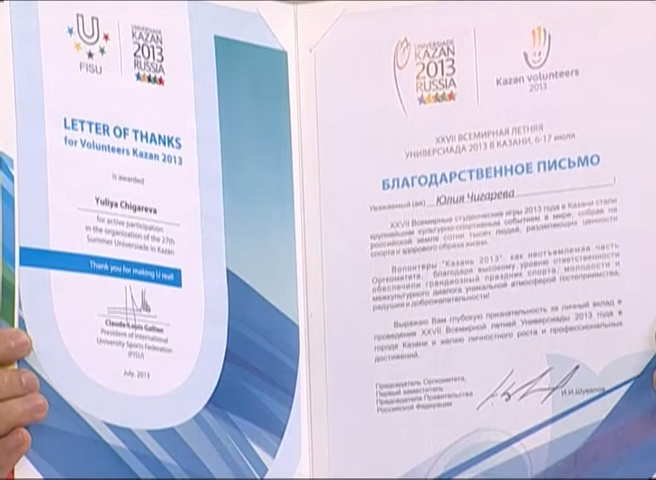 U
FISU
UNIVERSIADE
KAZAN
2013
RUSSIA
LETTER OF THANKS
for Volunteers Kazan 2013
is awarded
Yuliya Chigareva
for active participation
in the organization of the 27th
Summer Universiade in Kazan
Thank you for making U real!
Claude-Louis Gallien
President of International
University Sports Federation
(FISU)
July, 2013
UNIVERSIADE
KAZAN
2013
RUSSIA
Kazan volunteers
2013
XXVII ВСЕМИРНАЯ ЛЕТНЯЯ
УНИВЕРСИАДА 2013 В КАЗАНИ, 6-17 июля
БЛАГОДАРСТВЕННОЕ ПИСЬМО
Уважаемый (ая) Юлия Чигарева !
XXVII Всемирные студенческие игры 2013 года в Казани стали
крупнейшим культурно-спортивным событием в мире, собрав на
российской земле сотни тысяч людей, разделяющих ценности
спорта и здорового образа жизни.
Волонтеры "Казань 2013", как неотъемлемая часть
Оргкомитета, благодаря высокому уровню ответственности
обеспечили грандиозный праздник спорта, молодости и
межкультурного диалога уникальной атмосферой гостеприимства,
радушия и доброжелательности!
Выражаю Вам глубокую признательность за личный вклад в
проведение XXVII Всемирной летней Универсиады 2013 года в
городе Казани и желаю личностного роста и профессиональных
достижений.
Председатель Оргкомитета,
Первый заместитель
Председателя Правительства
Российской Федерации
И.И.Шувалов